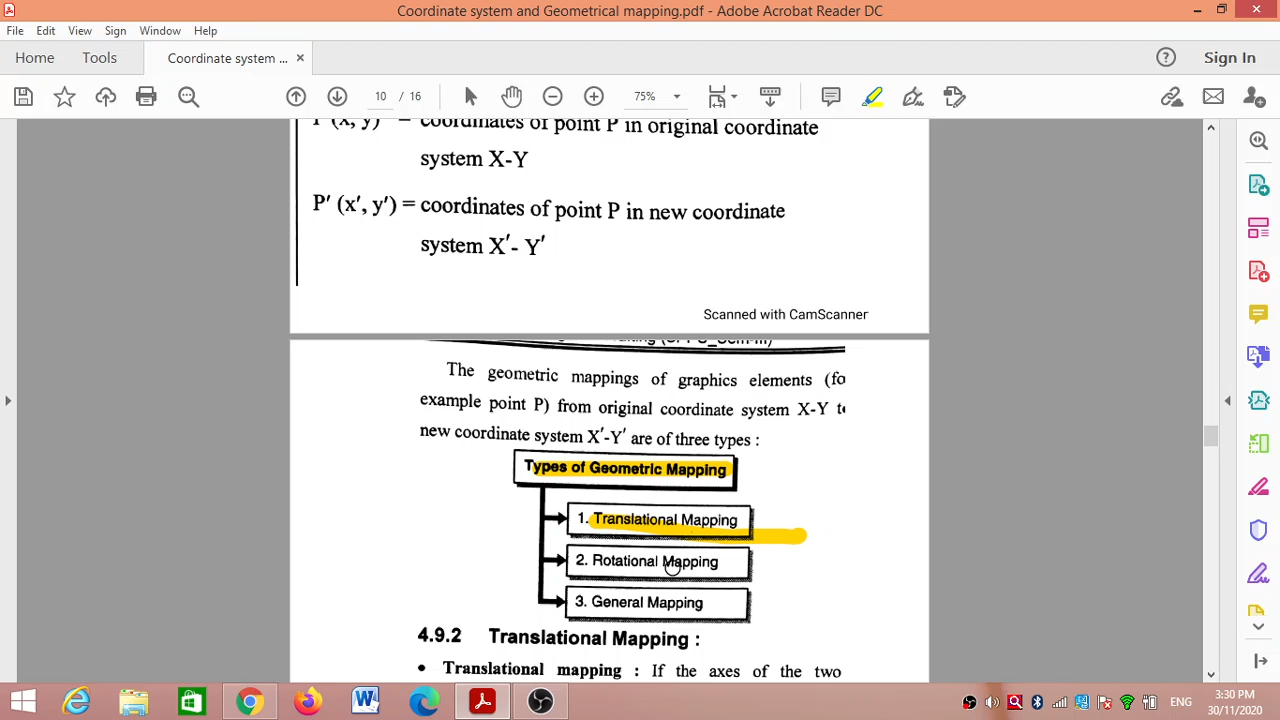 Coordinate system and Geometrical mapping.pdf - Adobe Acrobat Reader DC
File Edit View Sign Window Help
Home Tools Coordinate system ... × Sign In
10 / 16 75%
P (x, y) = coordinates of point P in original coordinate
system X-Y
P′ (x′, y′) = coordinates of point P in new coordinate
system X′- Y′
Scanned with CamScanner
The geometric mappings of graphics elements (fo
example point P) from original coordinate system X-Y t
new coordinate system X′-Y′ are of three types :
Types of Geometric Mapping
1. Translational Mapping
2. Rotational Mapping
3. General Mapping
4.9.2 Translational Mapping :
• Translational mapping : If the axes of the two
ENG
3:30 PM
30/11/2020